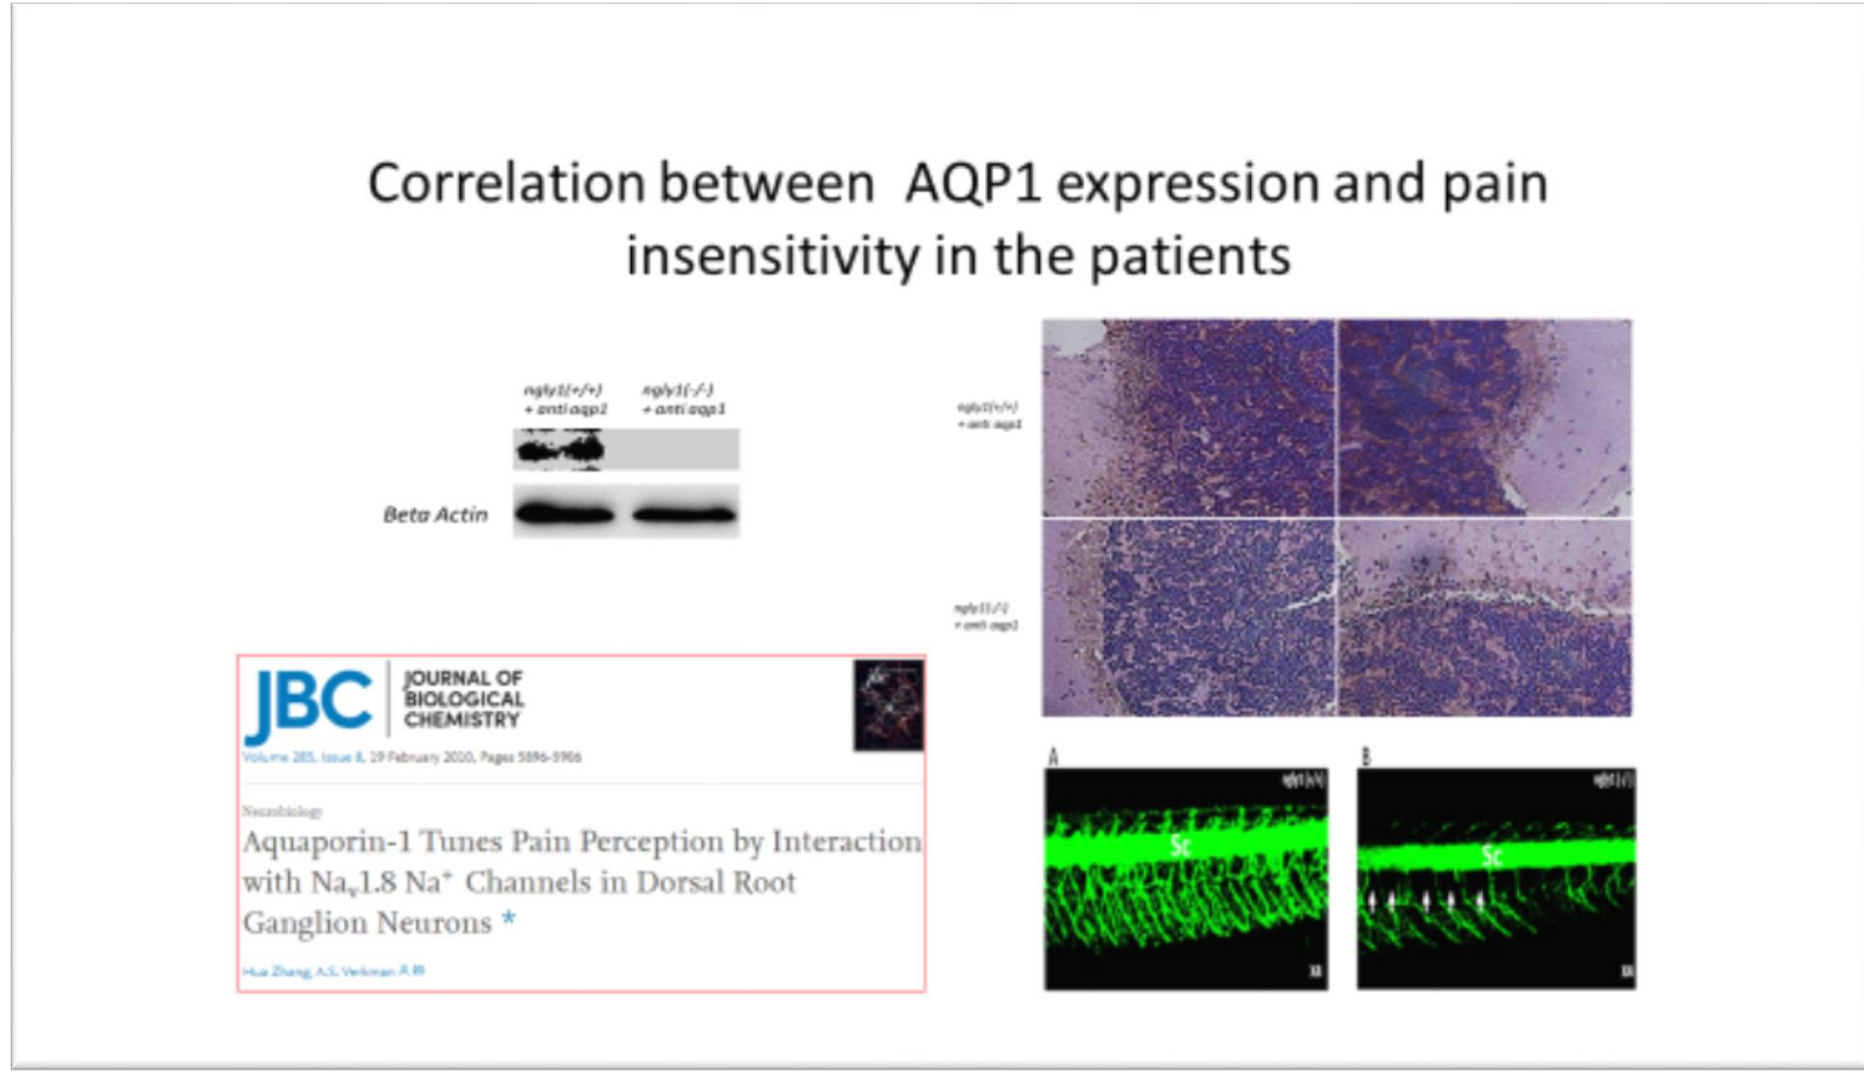 Correlation between AQP1 expression and pain
insensitivity in the patients
ngly1(+/+)
+ anti aqp1
ngly1(-/-)
+ anti aqp1
Beta Actin
ngly1(+/+)
+ anti aqp1
ngly1(-/-)
+ anti aqp1
JBC
JOURNAL OF
BIOLOGICAL
CHEMISTRY
Volume 285, Issue 8, 19 February 2010, Pages 5896-5906
Neurobiology
Aquaporin-1 Tunes Pain Perception by Interaction
with Nav1.8 Na⁺ Channels in Dorsal Root
Ganglion Neurons *
Hua Zhang, A.S. Verkman
A
ngly1(+/+)
Sc
B
ngly1(-/-)
Sc